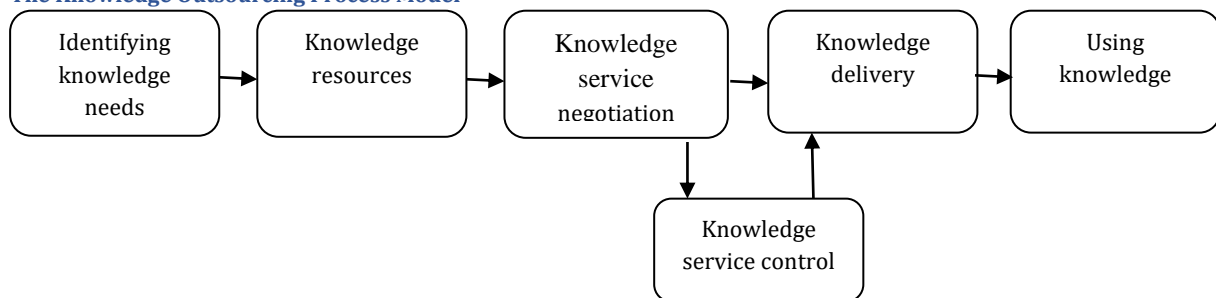 The Knowledge Outsourcing Process Model
Identifying
knowledge
needs
Knowledge
resources
Knowledge
service
negotiation
Knowledge
delivery
Using
knowledge
Knowledge
service control